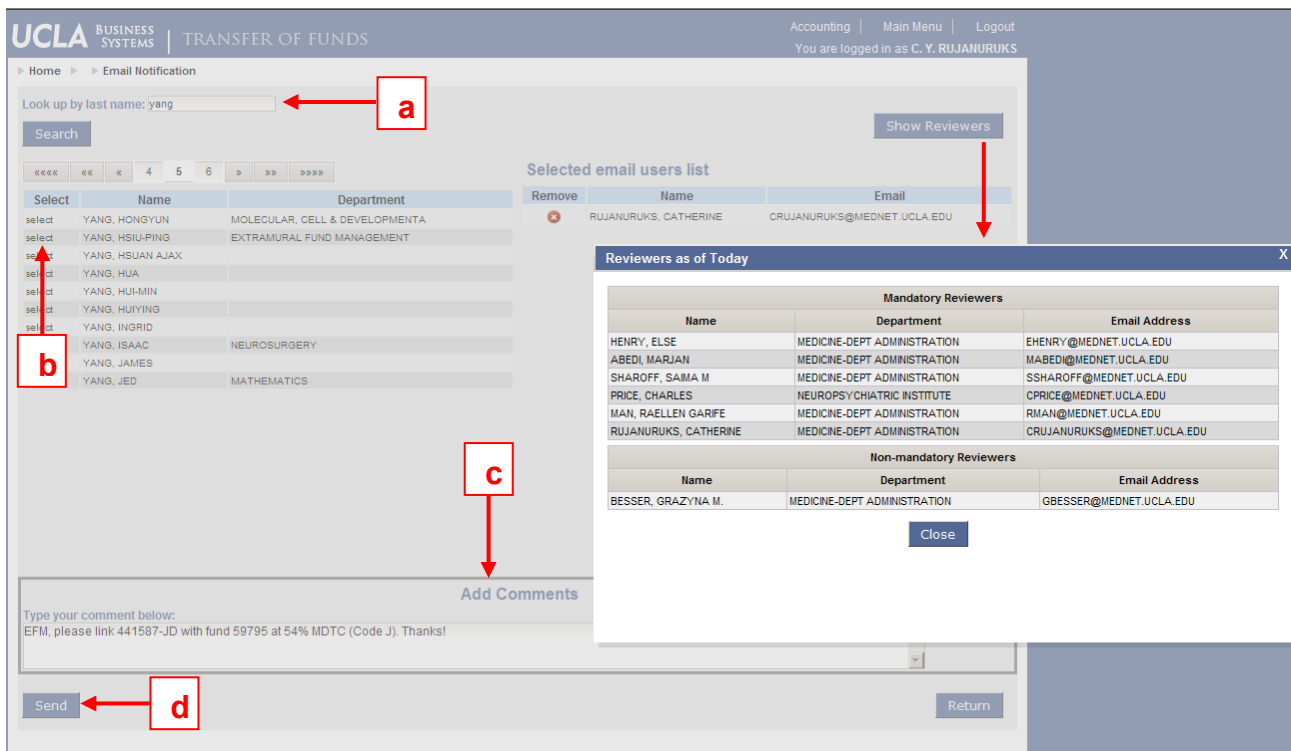 UCLA BUSINESS SYSTEMS | TRANSFER OF FUNDS
Accounting | Main Menu | Logout
You are logged in as C. Y. RUJANURUKS
Home Email Notification
Look up by last name: yang
a
Search
Show Reviewers
«««« «« « 4 5 6 » »» »»»»
Selected email users list
Select Name Department
Remove Name Email
select YANG, HONGYUN MOLECULAR, CELL & DEVELOPMENTA
RUJANURUKS, CATHERINE CRUJANURUKS@MEDNET.UCLA.EDU
select YANG, HSIU-PING EXTRAMURAL FUND MANAGEMENT
select YANG, HSUAN AJAX
select YANG, HUA
select YANG, HUI-MIN
select YANG, HUIYING
select YANG, INGRID
YANG, ISAAC NEUROSURGERY
YANG, JAMES
YANG, JED MATHEMATICS
b
Reviewers as of Today X
Mandatory Reviewers
Name Department Email Address
HENRY, ELSE MEDICINE-DEPT ADMINISTRATION EHENRY@MEDNET.UCLA.EDU
ABEDI, MARJAN MEDICINE-DEPT ADMINISTRATION MABEDI@MEDNET.UCLA.EDU
SHAROFF, SAIMA M MEDICINE-DEPT ADMINISTRATION SSHAROFF@MEDNET.UCLA.EDU
PRICE, CHARLES NEUROPSYCHIATRIC INSTITUTE CPRICE@MEDNET.UCLA.EDU
MAN, RAELLEN GARIFE MEDICINE-DEPT ADMINISTRATION RMAN@MEDNET.UCLA.EDU
RUJANURUKS, CATHERINE MEDICINE-DEPT ADMINISTRATION CRUJANURUKS@MEDNET.UCLA.EDU
Non-mandatory Reviewers
Name Department Email Address
BESSER, GRAZYNA M. MEDICINE-DEPT ADMINISTRATION GBESSER@MEDNET.UCLA.EDU
Close
c
Add Comments
Type your comment below:
EFM, please link 441587-JD with fund 59795 at 54% MDTC (Code J). Thanks!
Send
d
Return